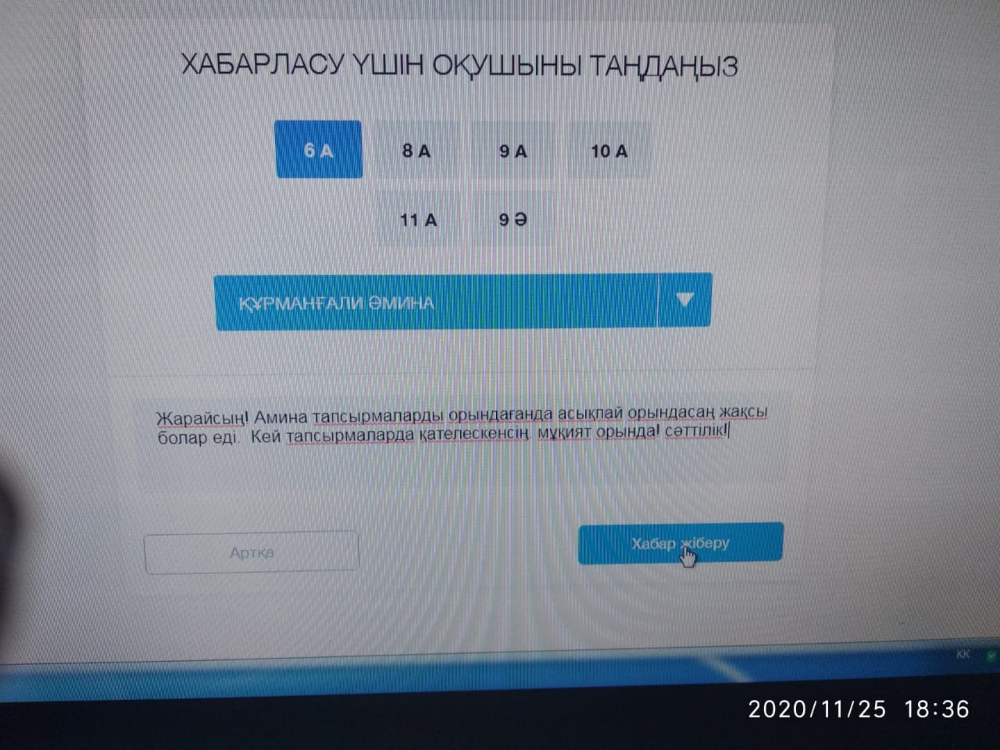 ХАБАРЛАСУ ҮШІН ОҚУШЫНЫ ТАҢДАҢЫЗ
6 А 8 А 9 А 10 А
11 А 9 Ә
ҚҰРМАНҒАЛИ ӘМИНА
Жарайсың! Амина тапсырмаларды орындағанда асықпай орындасаң жақсы
болар еді. Кей тапсырмаларда қателескенсің. мұқият орында! сәттілік!
Артқа Хабар жіберу
KK
2020/11/25 18:36